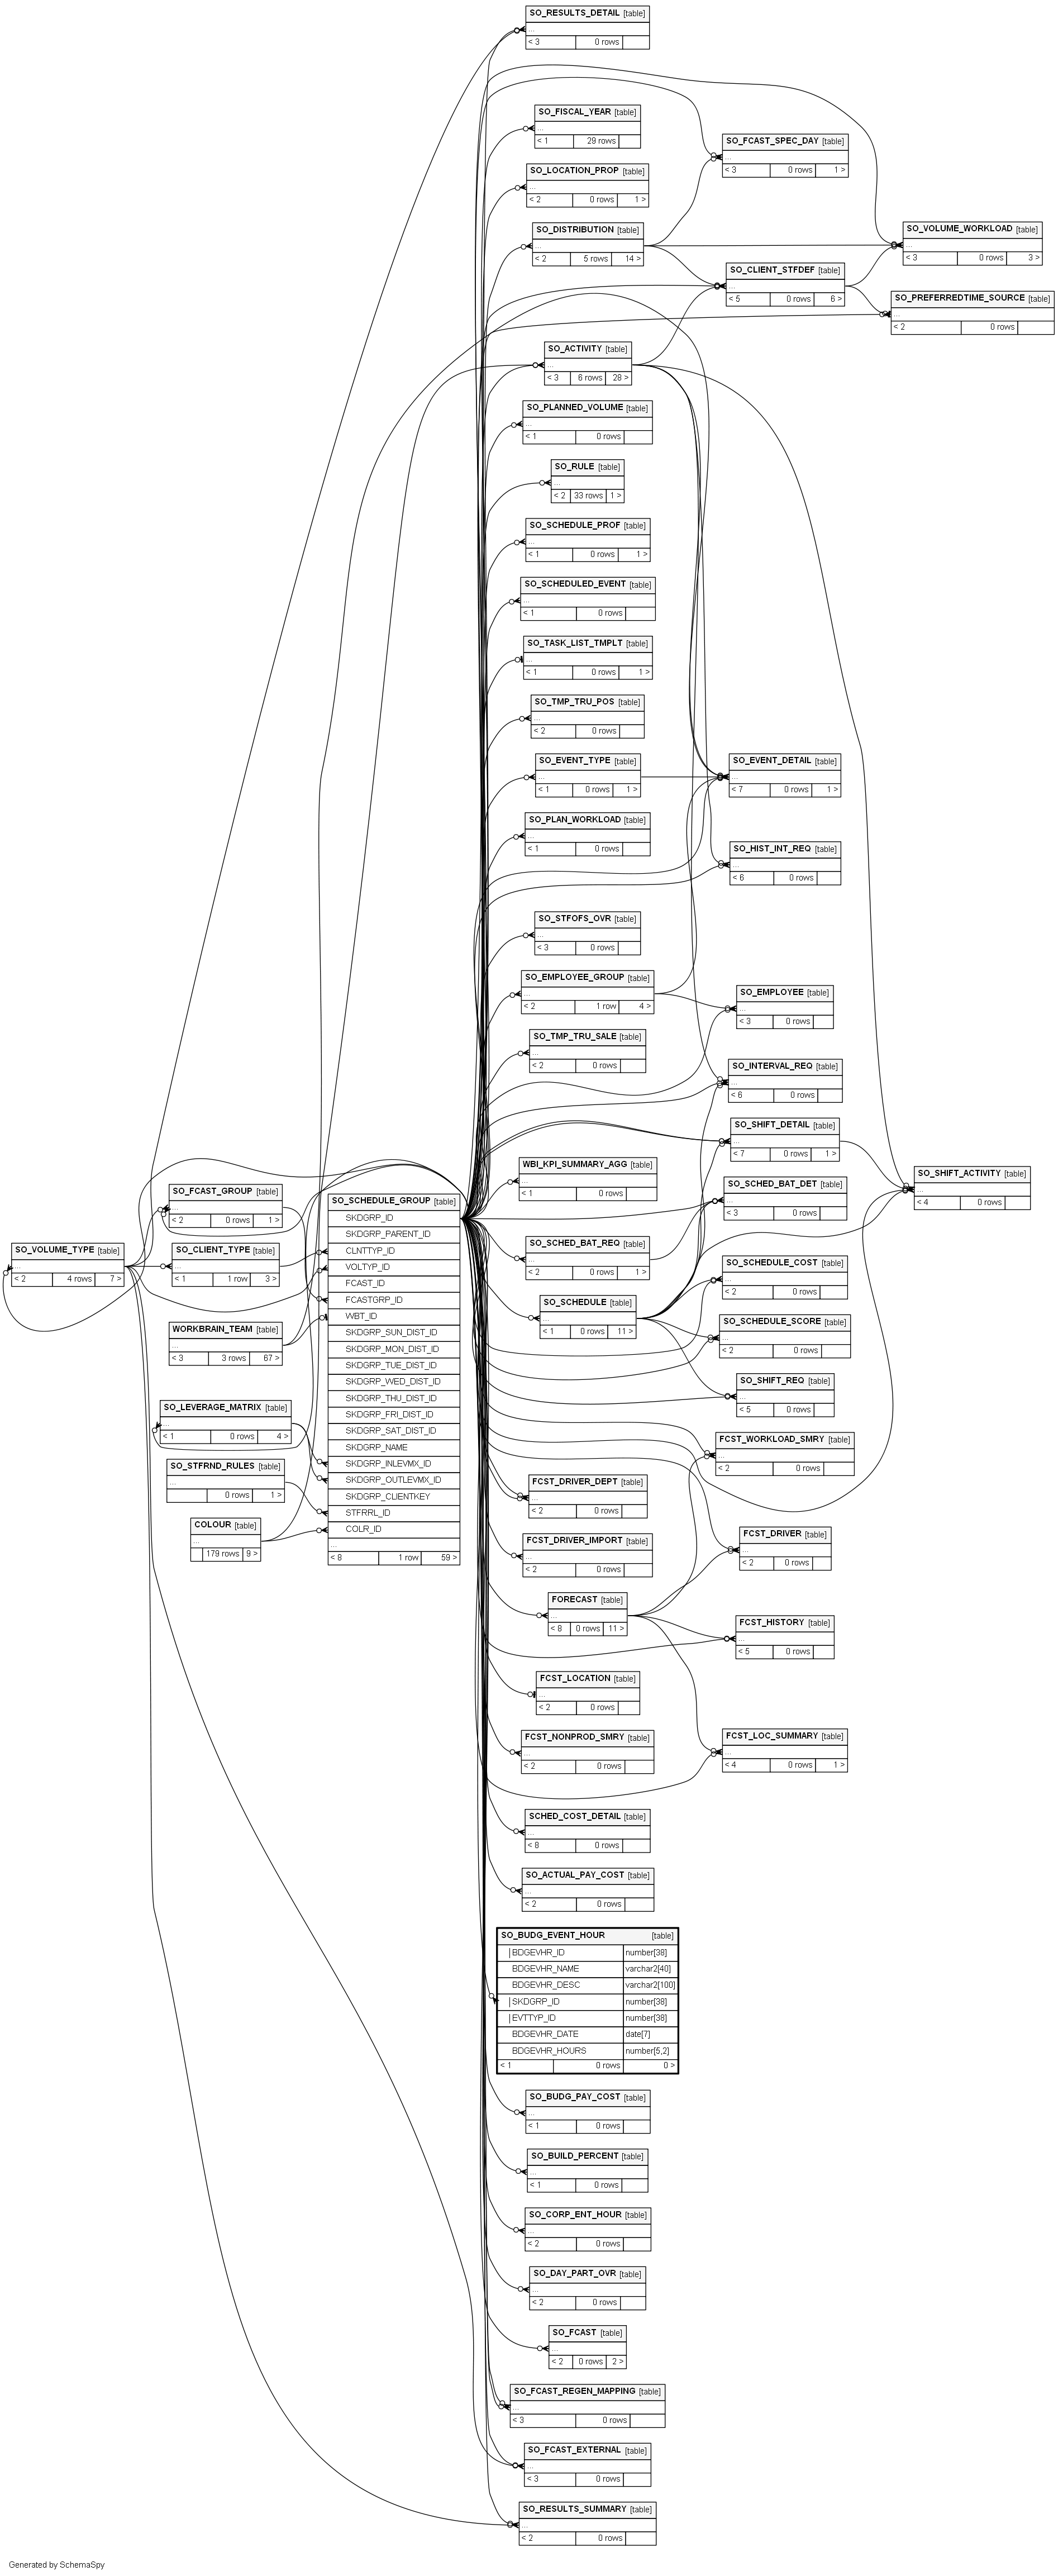 SO_RESULTS_DETAIL [table]
...
< 3 0 rows
SO_FISCAL_YEAR [table]
...
< 1 29 rows
SO_FCAST_SPEC_DAY [table]
...
< 3 0 rows 1 >
SO_LOCATION_PROP [table]
...
< 2 0 rows 1 >
SO_DISTRIBUTION [table]
...
< 2 5 rows 14 >
SO_VOLUME_WORKLOAD [table]
...
< 3 0 rows 3 >
SO_CLIENT_STFDEF [table]
...
< 5 0 rows 6 >
SO_PREFERREDTIME_SOURCE [table]
...
< 2 0 rows
SO_ACTIVITY [table]
...
< 3 6 rows 28 >
SO_PLANNED_VOLUME [table]
...
< 1 0 rows
SO_RULE [table]
...
< 2 33 rows 1 >
SO_SCHEDULE_PROF [table]
...
< 1 0 rows 1 >
SO_SCHEDULED_EVENT [table]
...
< 1 0 rows
SO_TASK_LIST_TMPLT [table]
...
< 1 0 rows 1 >
SO_TMP_TRU_POS [table]
...
< 2 0 rows
SO_EVENT_TYPE [table]
...
< 1 0 rows 1 >
SO_EVENT_DETAIL [table]
...
< 7 0 rows 1 >
SO_PLAN_WORKLOAD [table]
...
< 1 0 rows
SO_HIST_INT_REQ [table]
...
< 6 0 rows
SO_STFOFS_OVR [table]
...
< 3 0 rows
SO_EMPLOYEE_GROUP [table]
...
< 2 1 row 4 >
SO_EMPLOYEE [table]
...
< 3 0 rows
SO_TMP_TRU_SALE [table]
...
< 2 0 rows
SO_INTERVAL_REQ [table]
...
< 6 0 rows
SO_SHIFT_DETAIL [table]
...
< 7 0 rows 1 >
WBI_KPI_SUMMARY_AGG [table]
...
< 1 0 rows
SO_SHIFT_ACTIVITY [table]
...
< 4 0 rows
SO_SCHED_BAT_DET [table]
...
< 3 0 rows
SO_FCAST_GROUP [table]
...
< 2 0 rows 1 >
SO_VOLUME_TYPE [table]
...
< 2 4 rows 7 >
SO_CLIENT_TYPE [table]
...
< 1 1 row 3 >
WORKBRAIN_TEAM [table]
...
< 3 3 rows 67 >
SO_LEVERAGE_MATRIX [table]
...
< 1 0 rows 4 >
SO_STFRND_RULES [table]
...
0 rows 1 >
COLOUR [table]
...
179 rows 9 >
SO_SCHEDULE_GROUP [table]
SKDGRP_ID
SKDGRP_PARENT_ID
CLNTTYP_ID
VOLTYP_ID
FCAST_ID
FCASTGRP_ID
WBT_ID
SKDGRP_SUN_DIST_ID
SKDGRP_MON_DIST_ID
SKDGRP_TUE_DIST_ID
SKDGRP_WED_DIST_ID
SKDGRP_THU_DIST_ID
SKDGRP_FRI_DIST_ID
SKDGRP_SAT_DIST_ID
SKDGRP_NAME
SKDGRP_INLEVMX_ID
SKDGRP_OUTLEVMX_ID
SKDGRP_CLIENTKEY
STFRRL_ID
COLR_ID
...
< 8 1 row 59 >
SO_SCHED_BAT_REQ [table]
...
< 2 0 rows 1 >
SO_SCHEDULE_COST [table]
...
< 2 0 rows
SO_SCHEDULE [table]
...
< 1 0 rows 11 >
SO_SCHEDULE_SCORE [table]
...
< 2 0 rows
SO_SHIFT_REQ [table]
...
< 5 0 rows
FCST_WORKLOAD_SMRY [table]
...
< 2 0 rows
FCST_DRIVER_DEPT [table]
...
< 2 0 rows
FCST_DRIVER [table]
...
< 2 0 rows
FCST_DRIVER_IMPORT [table]
...
< 2 0 rows
FORECAST [table]
...
< 8 0 rows 11 >
FCST_HISTORY [table]
...
< 5 0 rows
FCST_LOCATION [table]
...
< 2 0 rows
FCST_NONPROD_SMRY [table]
...
< 2 0 rows
FCST_LOC_SUMMARY [table]
...
< 4 0 rows 1 >
SCHED_COST_DETAIL [table]
...
< 8 0 rows
SO_ACTUAL_PAY_COST [table]
...
< 2 0 rows
SO_BUDG_EVENT_HOUR [table]
BDGEVHR_ID number[38]
BDGEVHR_NAME varchar2[40]
BDGEVHR_DESC varchar2[100]
SKDGRP_ID number[38]
EVTTYP_ID number[38]
BDGEVHR_DATE date[7]
BDGEVHR_HOURS number[5,2]
< 1 0 rows 0 >
SO_BUDG_PAY_COST [table]
...
< 1 0 rows
SO_BUILD_PERCENT [table]
...
< 1 0 rows
SO_CORP_ENT_HOUR [table]
...
< 2 0 rows
SO_DAY_PART_OVR [table]
...
< 2 0 rows
SO_FCAST [table]
...
< 2 0 rows 2 >
SO_FCAST_REGEN_MAPPING [table]
...
< 3 0 rows
SO_FCAST_EXTERNAL [table]
...
< 3 0 rows
SO_RESULTS_SUMMARY [table]
...
< 2 0 rows
Generated by SchemaSpy